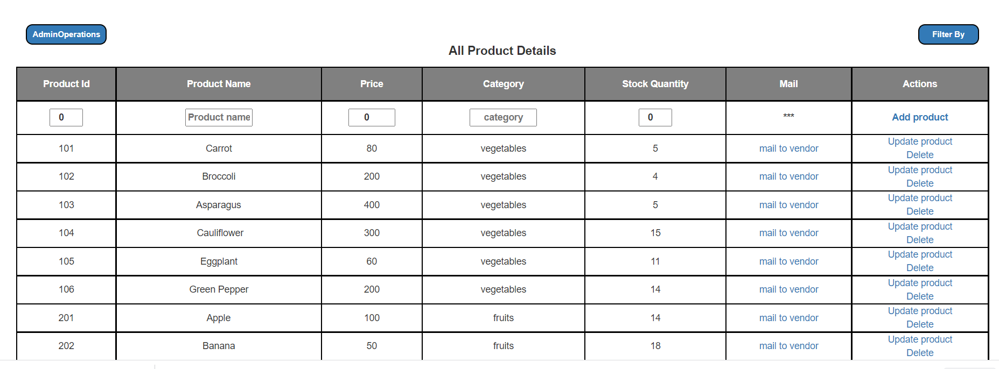 AdminOperations
Filter By
All Product Details
Product Id Product Name Price Category Stock Quantity Mail Actions
0 Product name 0 category 0 *** Add product
101 Carrot 80 vegetables 5 mail to vendor Update product
Delete
102 Broccoli 200 vegetables 4 mail to vendor Update product
Delete
103 Asparagus 400 vegetables 5 mail to vendor Update product
Delete
104 Cauliflower 300 vegetables 15 mail to vendor Update product
Delete
105 Eggplant 60 vegetables 11 mail to vendor Update product
Delete
106 Green Pepper 200 vegetables 14 mail to vendor Update product
Delete
201 Apple 100 fruits 14 mail to vendor Update product
Delete
202 Banana 50 fruits 18 mail to vendor Update product
Delete